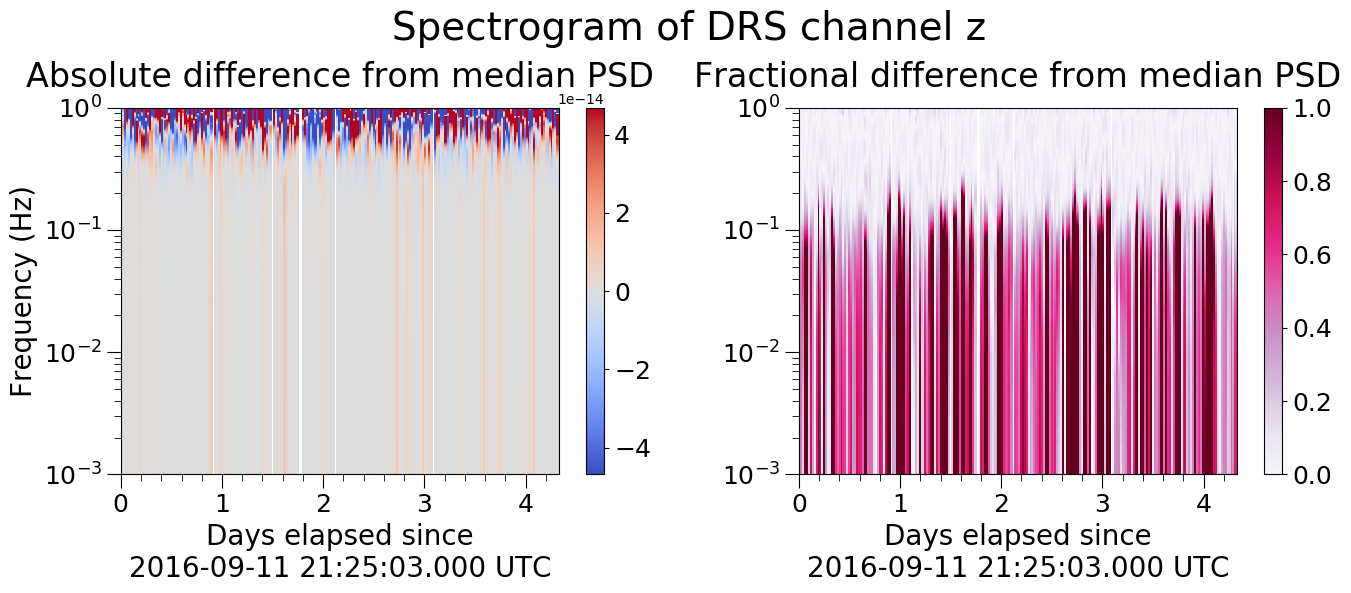 Spectrogram of DRS channel z
Absolute difference from median PSD
Fractional difference from median PSD
1e−14
Frequency (Hz)
10⁰
10⁻¹
10⁻²
10⁻³
0 1 2 3 4
Days elapsed since
2016-09-11 21:25:03.000 UTC
4
2
0
−2
−4
10⁰
10⁻¹
10⁻²
10⁻³
0 1 2 3 4
Days elapsed since
2016-09-11 21:25:03.000 UTC
1.0
0.8
0.6
0.4
0.2
0.0